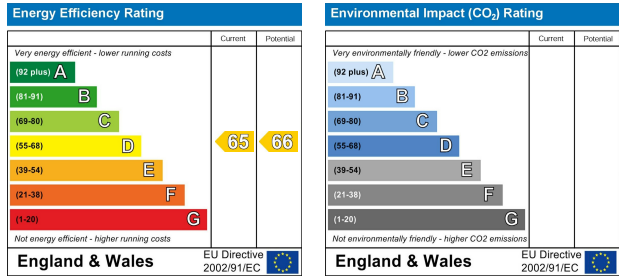 Energy Efficiency Rating
Current Potential
Very energy efficient - lower running costs
(92 plus) A
(81-91) B
(69-80) C
(55-68) D 65 66
(39-54) E
(21-38) F
(1-20) G
Not energy efficient - higher running costs
England & Wales
EU Directive
2002/91/EC
Environmental Impact (CO2) Rating
Current Potential
Very environmentally friendly - lower CO2 emissions
(92 plus) A
(81-91) B
(69-80) C
(55-68) D
(39-54) E
(21-38) F
(1-20) G
Not environmentally friendly - higher CO2 emissions
England & Wales
EU Directive
2002/91/EC